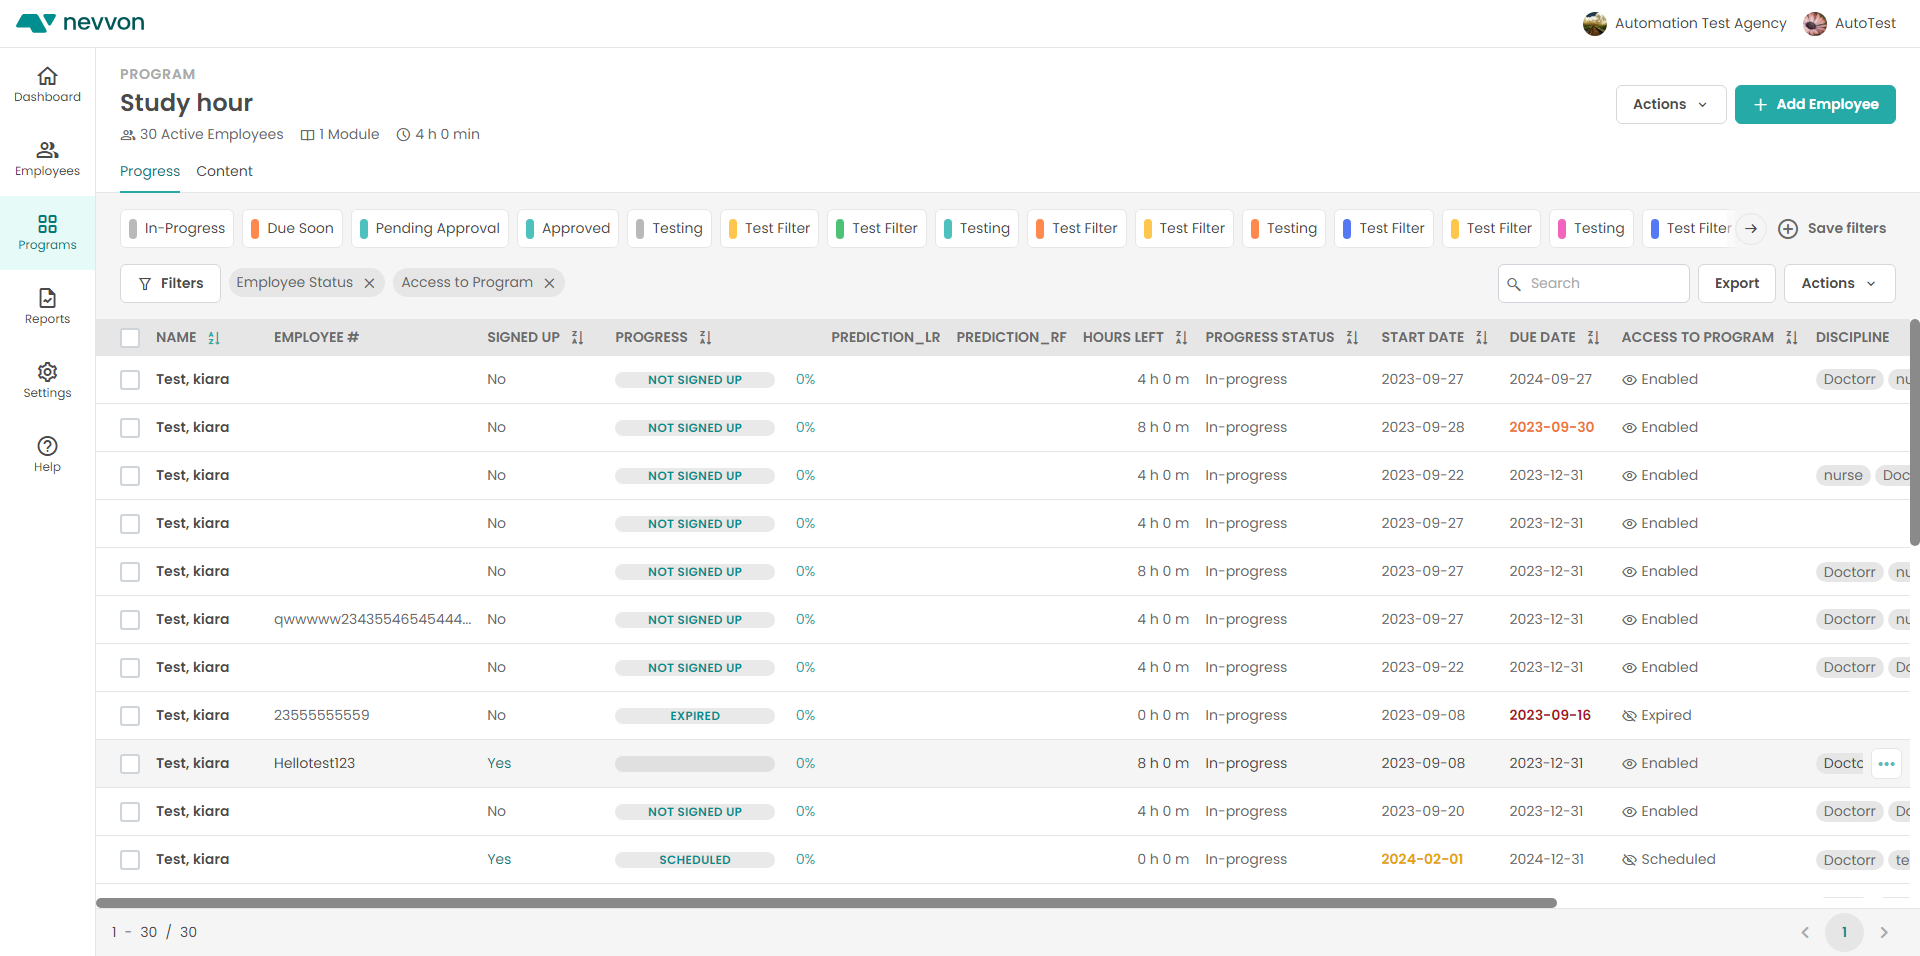 nevvon
Automation Test Agency AutoTest
Dashboard
Employees
Programs
Reports
Settings
Help
PROGRAM
Study hour
30 Active Employees 1 Module 4 h 0 min
Actions + Add Employee
Progress Content
In-Progress Due Soon Pending Approval Approved Testing Test Filter Test Filter Testing Test Filter Test Filter Testing Test Filter Test Filter Testing Test Filter Save filters
Filters Employee Status Access to Program Search Export Actions
NAME EMPLOYEE # SIGNED UP PROGRESS PREDICTION_LR PREDICTION_RF HOURS LEFT PROGRESS STATUS START DATE DUE DATE ACCESS TO PROGRAM DISCIPLINE
Test, kiara No NOT SIGNED UP 0% 4 h 0 m In-progress 2023-09-27 2024-09-27 Enabled Doctorr nu
Test, kiara No NOT SIGNED UP 0% 8 h 0 m In-progress 2023-09-28 2023-09-30 Enabled
Test, kiara No NOT SIGNED UP 0% 4 h 0 m In-progress 2023-09-22 2023-12-31 Enabled nurse Doc
Test, kiara No NOT SIGNED UP 0% 4 h 0 m In-progress 2023-09-27 2023-12-31 Enabled
Test, kiara No NOT SIGNED UP 0% 8 h 0 m In-progress 2023-09-27 2023-12-31 Enabled Doctorr nu
Test, kiara qwwwww23435546545444... No NOT SIGNED UP 0% 4 h 0 m In-progress 2023-09-27 2023-12-31 Enabled Doctorr nu
Test, kiara No NOT SIGNED UP 0% 4 h 0 m In-progress 2023-09-22 2023-12-31 Enabled Doctorr Do
Test, kiara 23555555559 No EXPIRED 0% 0 h 0 m In-progress 2023-09-08 2023-09-16 Expired
Test, kiara Hellotest123 Yes 0% 8 h 0 m In-progress 2023-09-08 2023-12-31 Enabled Docto
Test, kiara No NOT SIGNED UP 0% 4 h 0 m In-progress 2023-09-20 2023-12-31 Enabled Doctorr Do
Test, kiara Yes SCHEDULED 0% 0 h 0 m In-progress 2024-02-01 2024-12-31 Scheduled Doctorr te
1 - 30 / 30 1